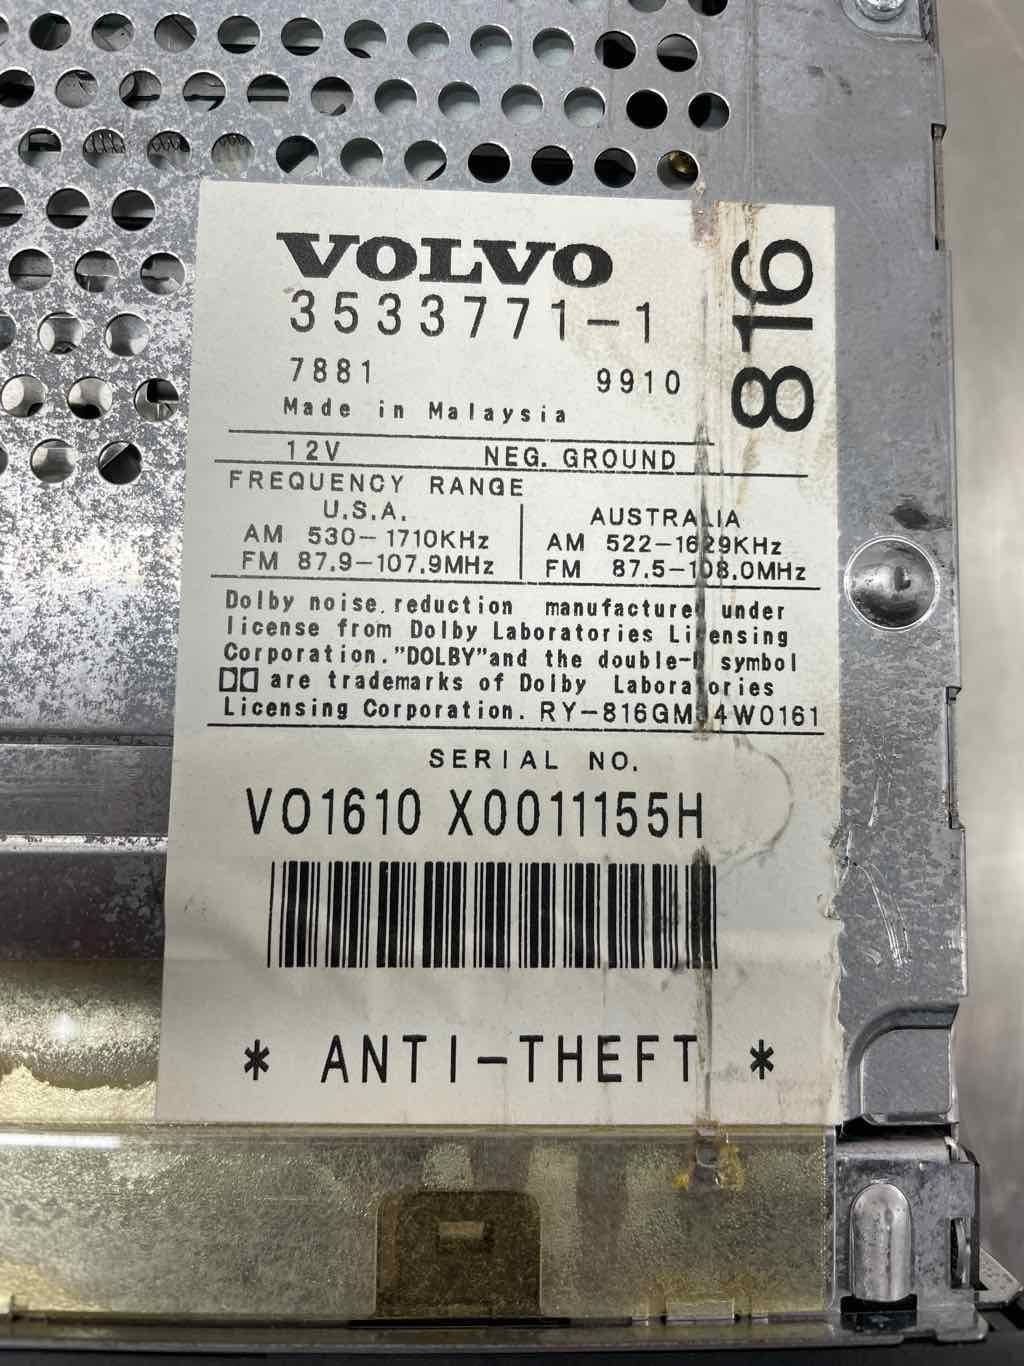 VOLVO
3533771-1
816
7881 9910
Made in Malaysia
12V NEG. GROUND
FREQUENCY RANGE
U.S.A.
AM 530-1710KHz
FM 87.9-107.9MHz
AUSTRALIA
AM 522-1629KHz
FM 87.5-108.0MHz
Dolby noise reduction manufactured under
license from Dolby Laboratories Licensing
Corporation. "DOLBY" and the double-D symbol
are trademarks of Dolby Laboratories
Licensing Corporation.
SERIAL NO.
VO1610 X0011155H
* ANTI-THEFT *